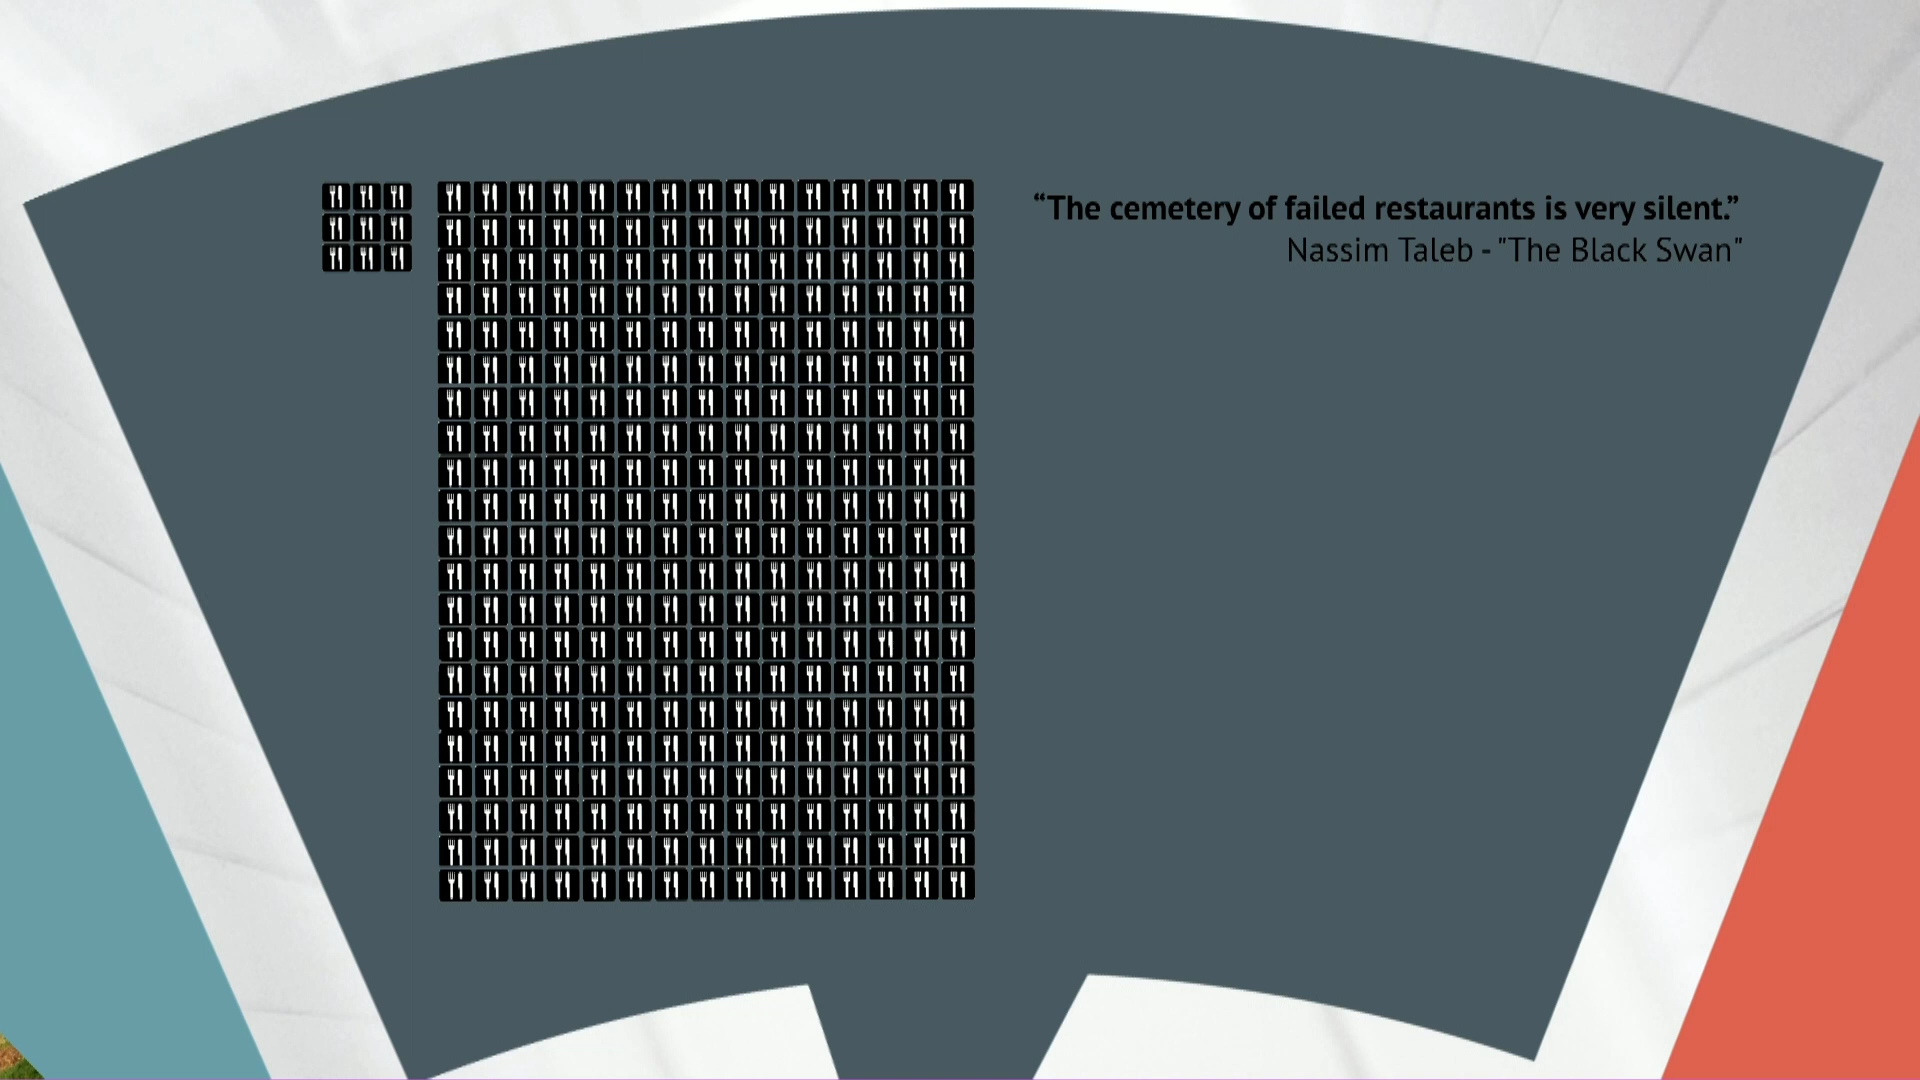 “The cemetery of failed restaurants is very silent.”
Nassim Taleb - "The Black Swan"